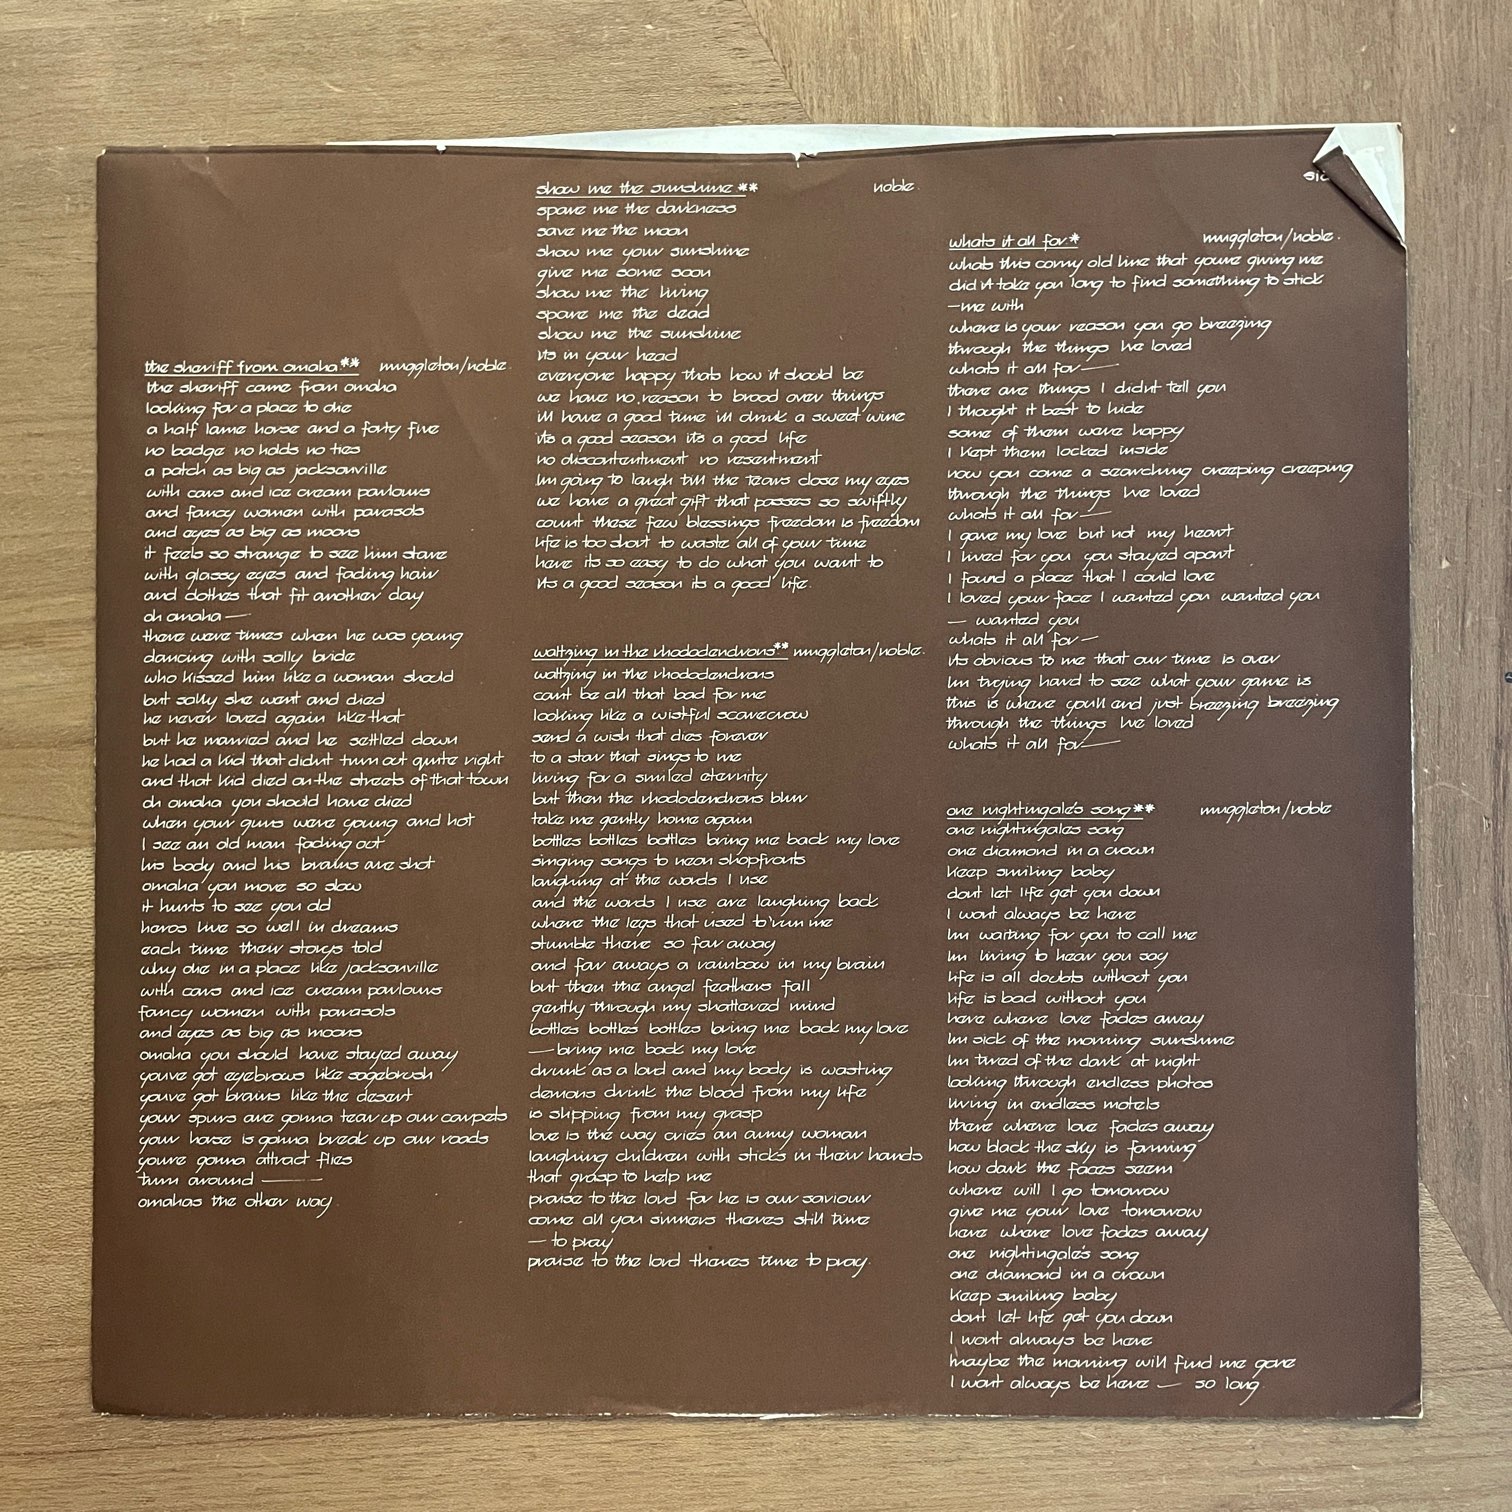 the sheriff from omaha** muggleton/noble.
the sheriff came from omaha
looking for a place to die
a half lame horse and a forty five
no badge no holds no ties
a patch as big as jacksonville
with cars and ice cream parlours
and fancy women with parasols
and eyes as big as moons
it feels so strange to see him stare
with glassy eyes and fading hair
and clothes that fit another day
oh omaha —
there were times when he was young
dancing with sally bride
who kissed him like a woman should
but sally she went and died
he never loved again like that
but he married and he settled down
he had a kid that didnt turn out quite right
and that kid died on the streets of that town
oh omaha you should have died
when your guns were young and hot
I see an old man fading out
his body and his brains are shot
omaha you move so slow
it hurts to see you old
heros live so well in dreams
each time their storys told
why die in a place like jacksonville
with cars and ice cream parlours
fancy women with parasols
and eyes as big as moons
omaha you should have stayed away
youve got eyebrows like sagebrush
youve got brains like the desert
your spurs are gonna tear up our carpets
your horse is gonna break up our roads
youre gonna attract flies
turn around ———
omahas the other way.
show me the sunshine ** noble.
spare me the darkness
save me the moon
show me your sunshine
give me some soon
show me the living
spare me the dead
show me the sunshine
its in your head
everyone happy thats how it should be
we have no reason to brood over things
ill have a good time ill drink a sweet wine
its a good season its a good life
no discontentment no resentment
Im going to laugh till the tears close my eyes
we have a great gift that passes so swiftly
count these few blessings freedom is freedom
life is too short to waste all of your time
here its so easy to do what you want to
its a good season its a good life.
waltzing in the rhododendrons** muggleton/noble.
waltzing in the rhododendrons
cant be all that bad for me
looking like a wistful scarecrow
send a wish that dies forever
to a star that sings to me
living for a smiled eternity
but then the rhododendrons blur
take me gently home again
bottles bottles bottles bring me back my love
singing songs to neon shopfronts
laughing at the words I use
and the words I use are laughing back
where the legs that used to run me
stumble there so far away
and far aways a rainbow in my brain
but then the angel feathers fall
gently through my shattered mind
bottles bottles bottles bring me back my love
— bring me back my love
drunk as a lord and my body is wasting
demons drink the blood from my life
is slipping from my grasp
love is the way cries an army woman
laughing children with sticks in their hands
that grasp to help me
praise to the lord for he is our saviour
come all you sinners theres still time
— to pray
praise to the lord theres time to pray.
whats it all for* muggleton/noble.
whats this corny old line that youre giving me
did it take you long to find something to stick
— me with
where is your reason you go breezing
through the things Ive loved
whats it all for ——
there are things I didnt tell you
I thought it best to hide
some of them were happy
I kept them locked inside
now you come a searching creeping creeping
through the things Ive loved
whats it all for ——
I gave my love but not my heart
I lived for you you stayed apart
I found a place that I could love
I loved your face I wanted you wanted you
— wanted you
whats it all for —
its obvious to me that our time is over
Im trying hard to see what your game is
this is where youll end just breezing breezing
through the things Ive loved
whats it all for ——
one nightingale's song ** muggleton/noble
one nightingales song
one diamond in a crown
keep smiling baby
dont let life get you down
I wont always be here
Im waiting for you to call me
Im living to hear you say
life is all doubts without you
life is bad without you
here where love fades away
Im sick of the morning sunshine
Im tired of the dark at night
looking through endless photos
living in endless motels
there where love fades away
how black the sky is forming
how dark the faces seem
where will I go tomorrow
give me your love tomorrow
here where love fades away
one nightingale's song
one diamond in a crown
keep smiling baby
dont let life get you down
I wont always be here
maybe the morning will find me gone
I wont always be here — so long.